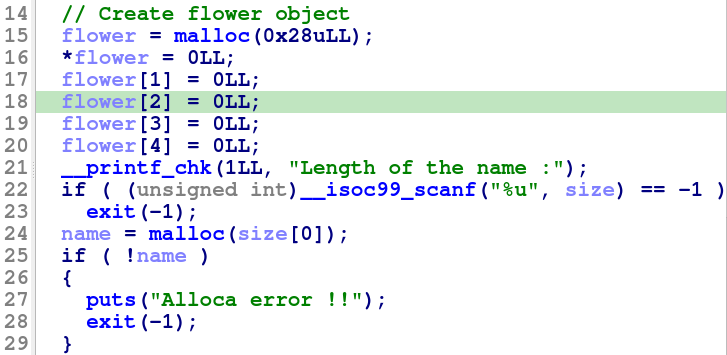 14 // Create flower object
15 flower = malloc(0x28uLL);
16 *flower = 0LL;
17 flower[1] = 0LL;
18 flower[2] = 0LL;
19 flower[3] = 0LL;
20 flower[4] = 0LL;
21 __printf_chk(1LL, "Length of the name :");
22 if ( (unsigned int)__isoc99_scanf("%u", size) == -1 )
23 exit(-1);
24 name = malloc(size[0]);
25 if ( !name )
26 {
27 puts("Alloca error !!");
28 exit(-1);
29 }